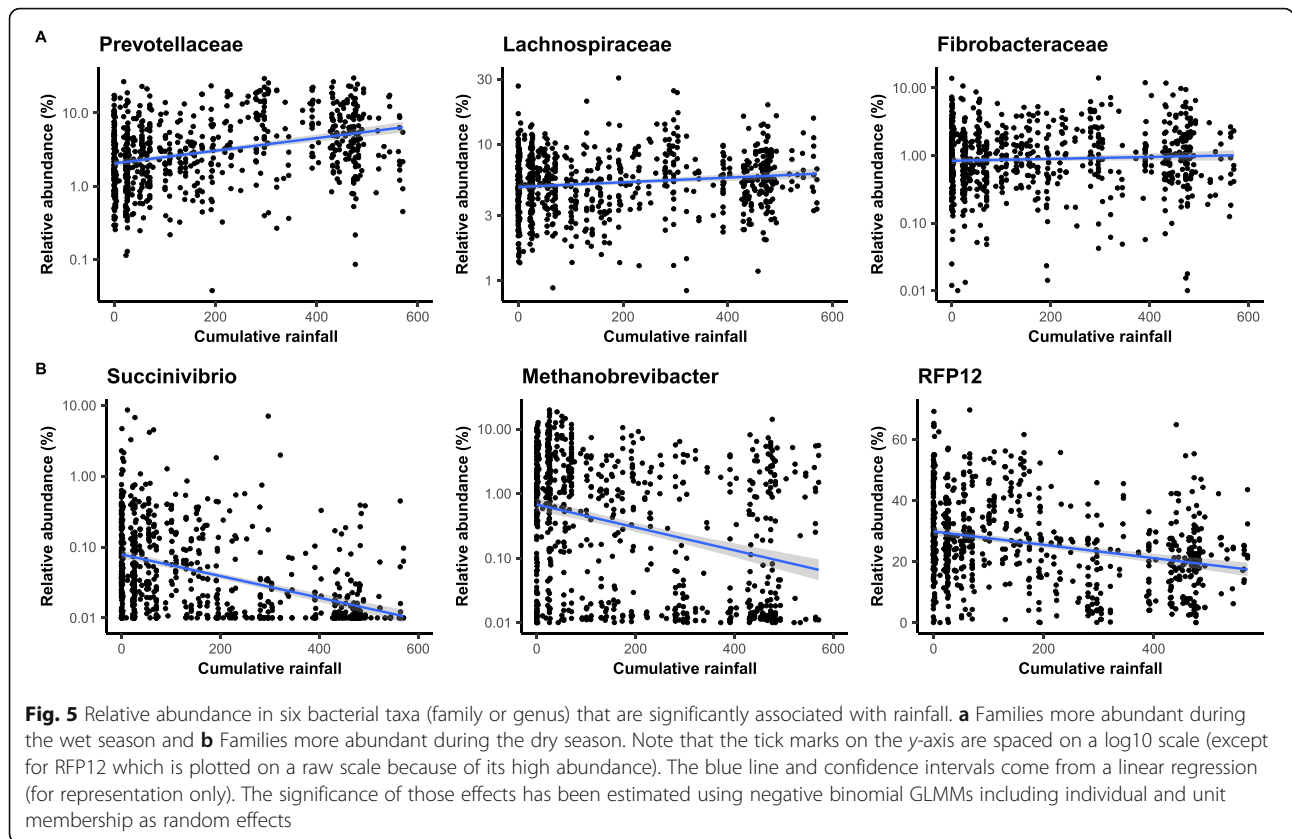 A
Prevotellaceae
Relative abundance (%)
10.0
1.0
0.1
0
200
400
600
Cumulative rainfall
Lachnospiraceae
Relative abundance (%)
30
10
3
1
0
200
400
600
Cumulative rainfall
Fibrobacteraceae
Relative abundance (%)
10.00
1.00
0.10
0.01
0
200
400
600
Cumulative rainfall
B
Succinivibrio
Relative abundance (%)
10.00
1.00
0.10
0.01
0
200
400
600
Cumulative rainfall
Methanobrevibacter
Relative abundance (%)
10.00
1.00
0.10
0.01
0
200
400
600
Cumulative rainfall
RFP12
Relative abundance (%)
60
40
20
0
0
200
400
Cumulative rainfall
Fig. 5 Relative abundance in six bacterial taxa (family or genus) that are significantly associated with rainfall. a Families more abundant during
the wet season and b Families more abundant during the dry season. Note that the tick marks on the y-axis are spaced on a log10 scale (except
for RFP12 which is plotted on a raw scale because of its high abundance). The blue line and confidence intervals come from a linear regression
(for representation only). The significance of those effects has been estimated using negative binomial GLMMs including individual and unit
membership as random effects